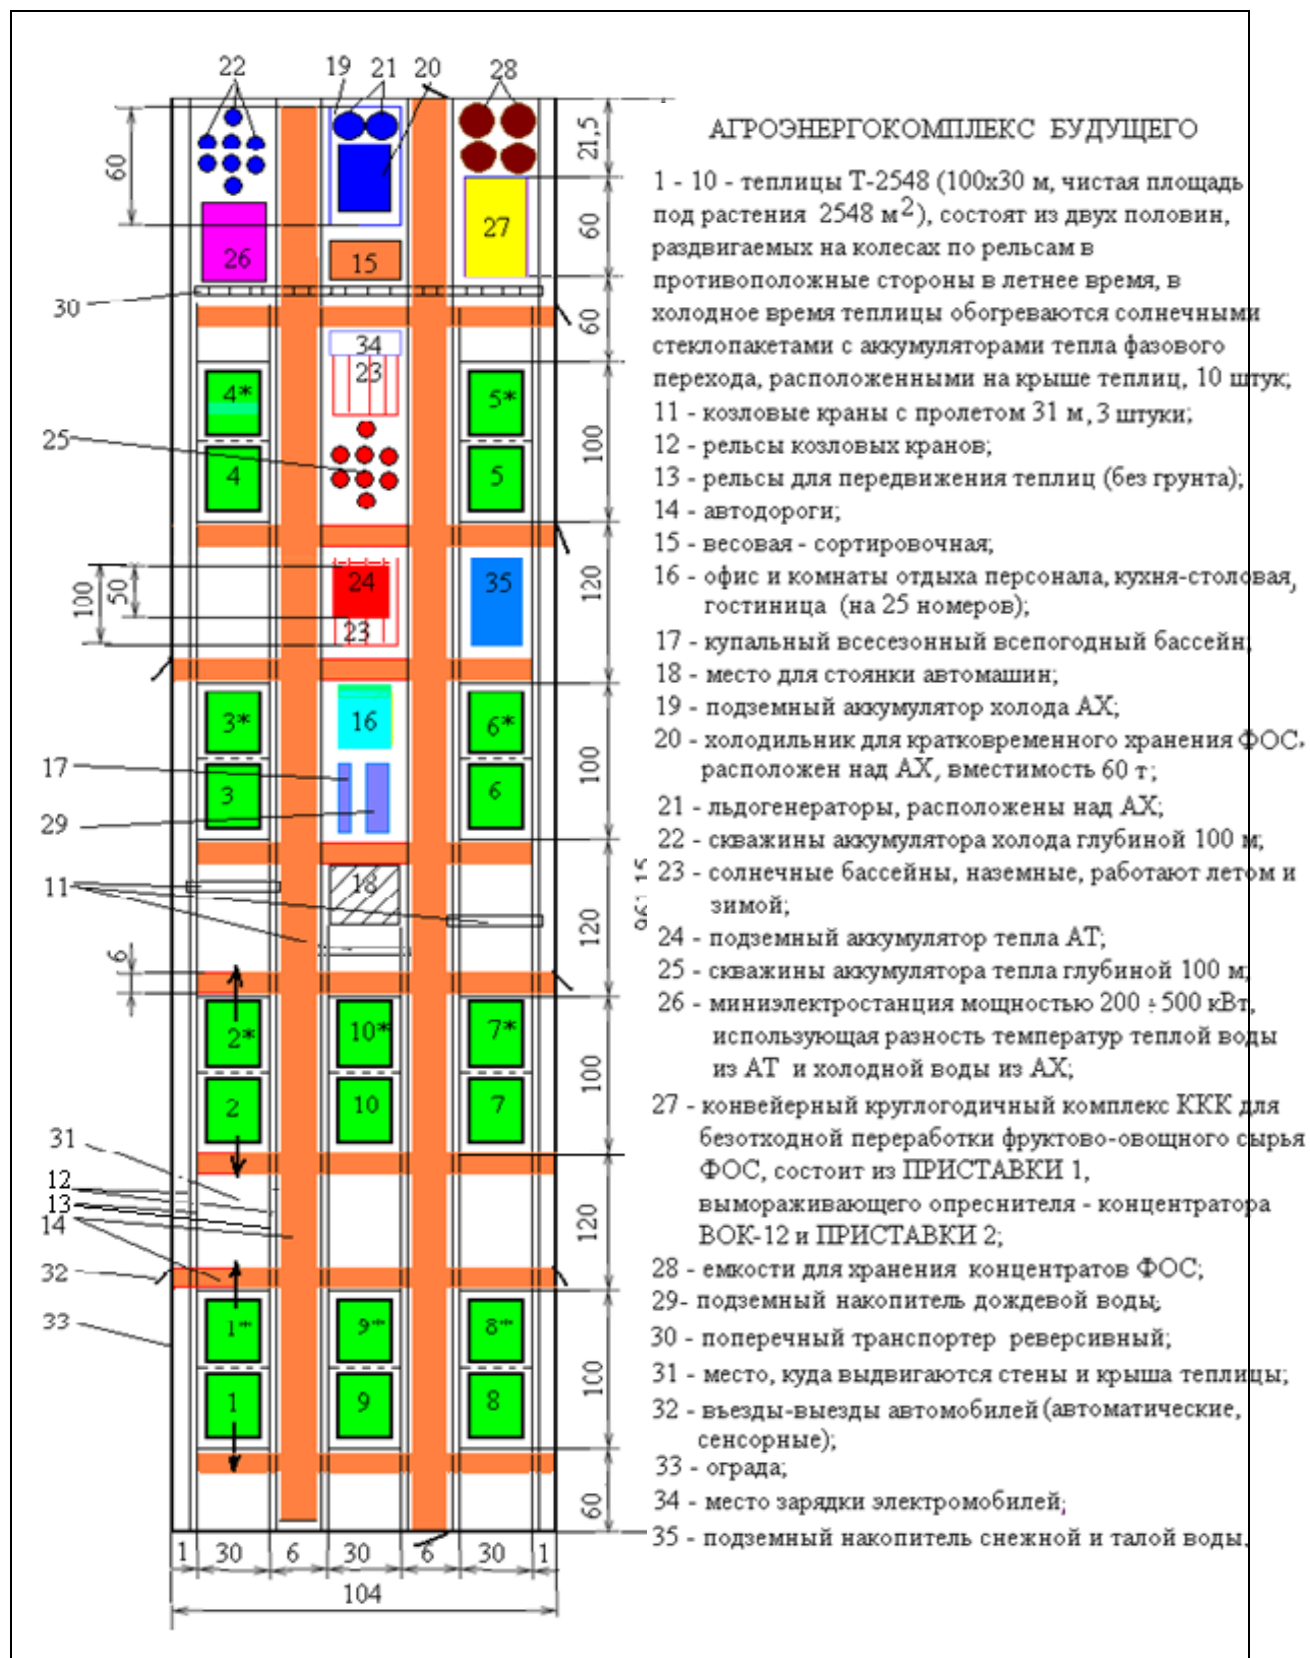 22
19
21
20
28
АГРОЭНЕРГОКОМПЛЕКС БУДУЩЕГО
1 - 10 - теплицы Т-2548 (100х30 м, чистая площадь
под растения 2548 м2), состоят из двух половин,
раздвигаемых на колесах по рельсам в
противоположные стороны в летнее время, в
холодное время теплицы обогреваются солнечными
стеклопакетами с аккумуляторами тепла фазового
перехода, расположенными на крыше теплиц, 10 штук;
11 - козловые краны с пролетом 31 м, 3 штуки;
12 - рельсы козловых кранов;
13 - рельсы для передвижения теплиц (без грунта);
14 - автодороги;
15 - весовая - сортировочная;
16 - офис и комнаты отдыха персонала, кухня-столовая,
гостиница (на 25 номеров);
17 - купальный всесезонный всепогодный бассейн;
18 - место для стоянки автомашин;
19 - подземный аккумулятор холода АХ;
20 - холодильник для кратковременного хранения ФОС,
расположен над АХ, вместимость 60 т;
21 - льдогенераторы, расположены над АХ;
22 - скважины аккумулятора холода глубиной 100 м;
23 - солнечные бассейны, наземные, работают летом и
зимой;
24 - подземный аккумулятор тепла АТ;
25 - скважины аккумулятора тепла глубиной 100 м;
26 - миниэлектростанция мощностью 200 ÷ 500 кВт,
использующая разность температур теплой воды
из АТ и холодной воды из АХ;
27 - конвейерный круглогодичный комплекс ККК для
безотходной переработки фруктово-овощного сырья
ФОС, состоит из ПРИСТАВКИ 1,
вымораживающего опреснителя - концентратора
ВОК-12 и ПРИСТАВКИ 2;
28 - емкости для хранения концентратов ФОС;
29- подземный накопитель дождевой воды;
30 - поперечный транспортер реверсивный;
31 - место, куда выдвигаются стены и крыша теплицы;
32 - вьезды-выезды автомобилей (автоматические,
сенсорные);
33 - ограда;
34 - место зарядки электромобилей;
35 - подземный накопитель снежной и талой воды.
60
21,5
26
15
27
60
30
60
34
23
4*
5*
25
4
5
100
100
50
24
23
35
120
3*
16
6*
17
3
6
29
100
11
18
120
961,15
6
2*
10*
7*
2
10
7
100
31
12
13
14
120
32
33
1*
9*
8*
1
9
8
100
60
1
30
6
30
6
30
1
104